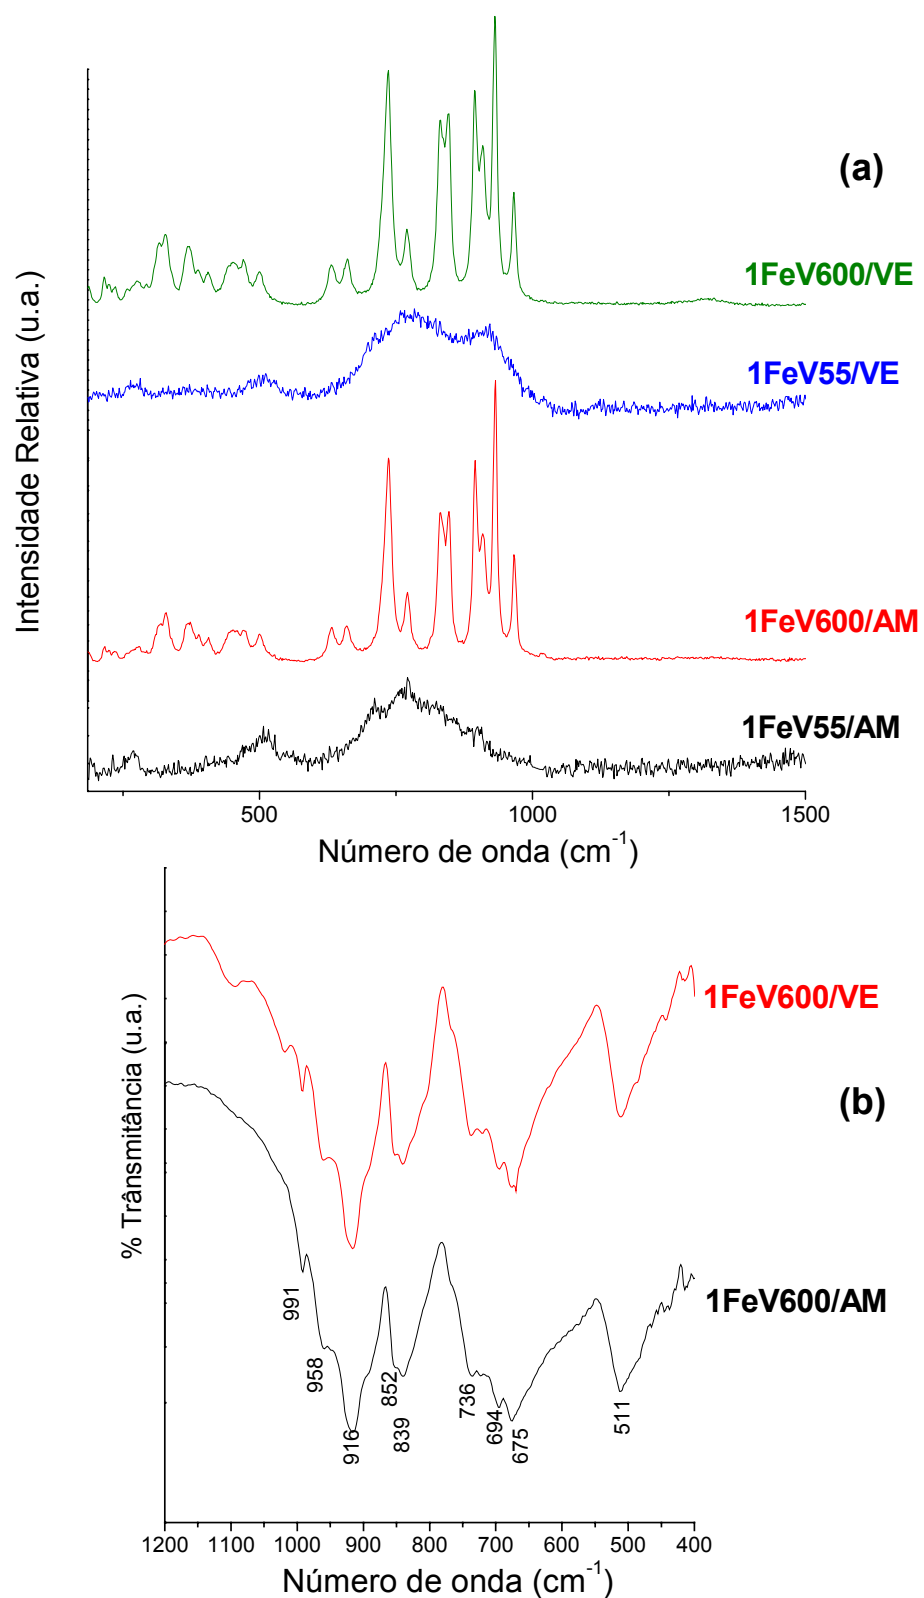 (a)
1FeV600/VE
1FeV55/VE
1FeV600/AM
1FeV55/AM
Intensidade Relativa (u.a.)
500 1000 1500
Número de onda (cm⁻¹)
1FeV600/VE
(b)
1FeV600/AM
% Trânsmitância (u.a.)
991
958
916
852
839
736
694
675
511
1200 1100 1000 900 800 700 600 500 400
Número de onda (cm⁻¹)